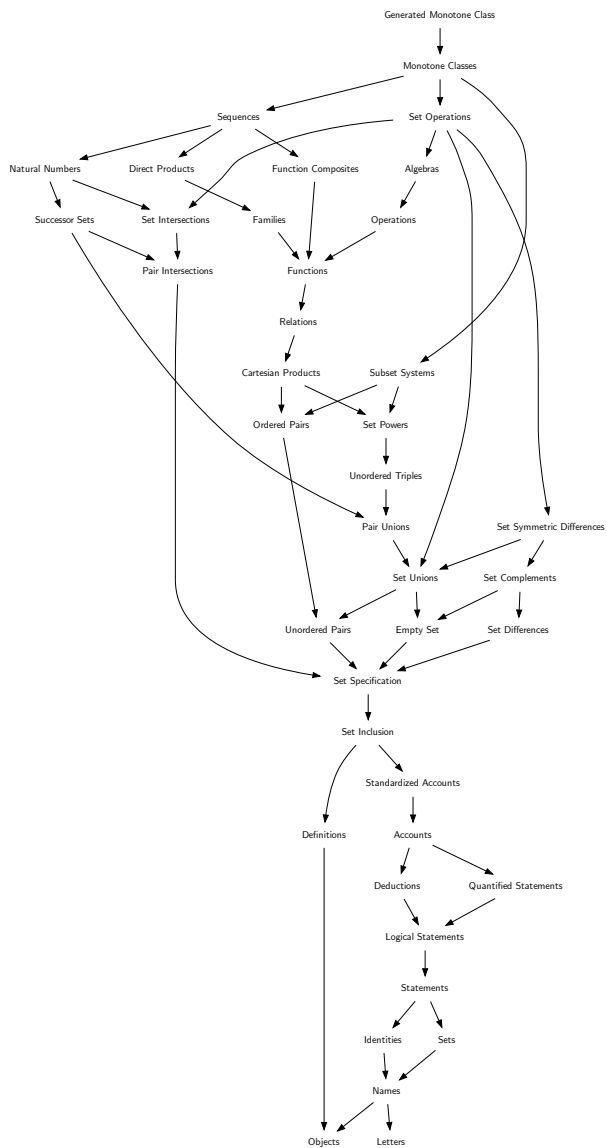 Generated Monotone Class
Monotone Classes
Sequences
Set Operations
Natural Numbers
Direct Products
Function Composites
Algebras
Successor Sets
Set Intersections
Families
Operations
Pair Intersections
Functions
Relations
Cartesian Products
Subset Systems
Ordered Pairs
Set Powers
Unordered Triples
Pair Unions
Set Symmetric Differences
Set Unions
Set Complements
Unordered Pairs
Empty Set
Set Differences
Set Specification
Set Inclusion
Standardized Accounts
Definitions
Accounts
Deductions
Quantified Statements
Logical Statements
Statements
Identities
Sets
Names
Objects
Letters